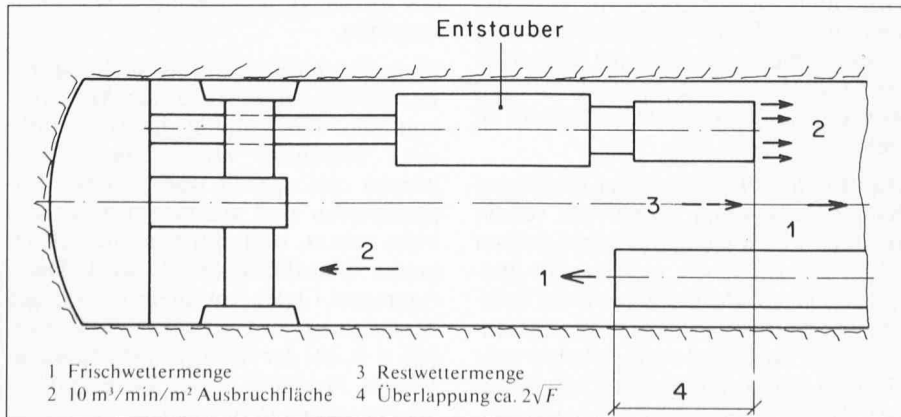 Entstauber
2
3
1
2
1
4
1 Frischwettermenge
2 10 m³/min/m² Ausbruchfläche
3 Restwettermenge
4 Überlappung ca. 2√F